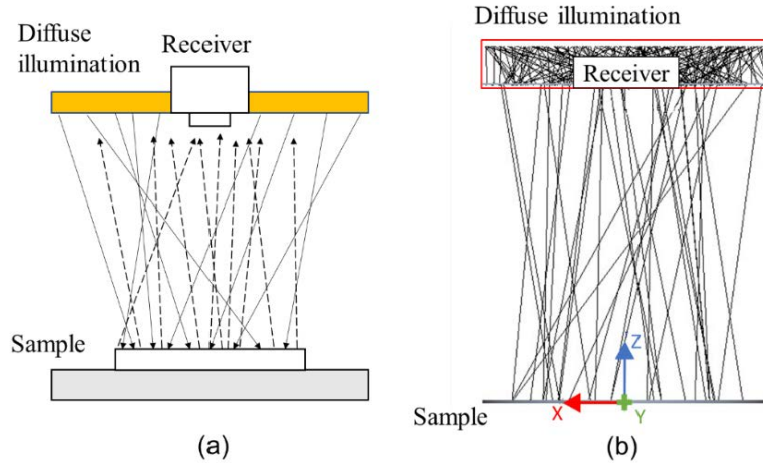 Diffuse
illumination
Receiver
Sample
(a)
Diffuse illumination
Receiver
Z
X
Y
Sample
(b)